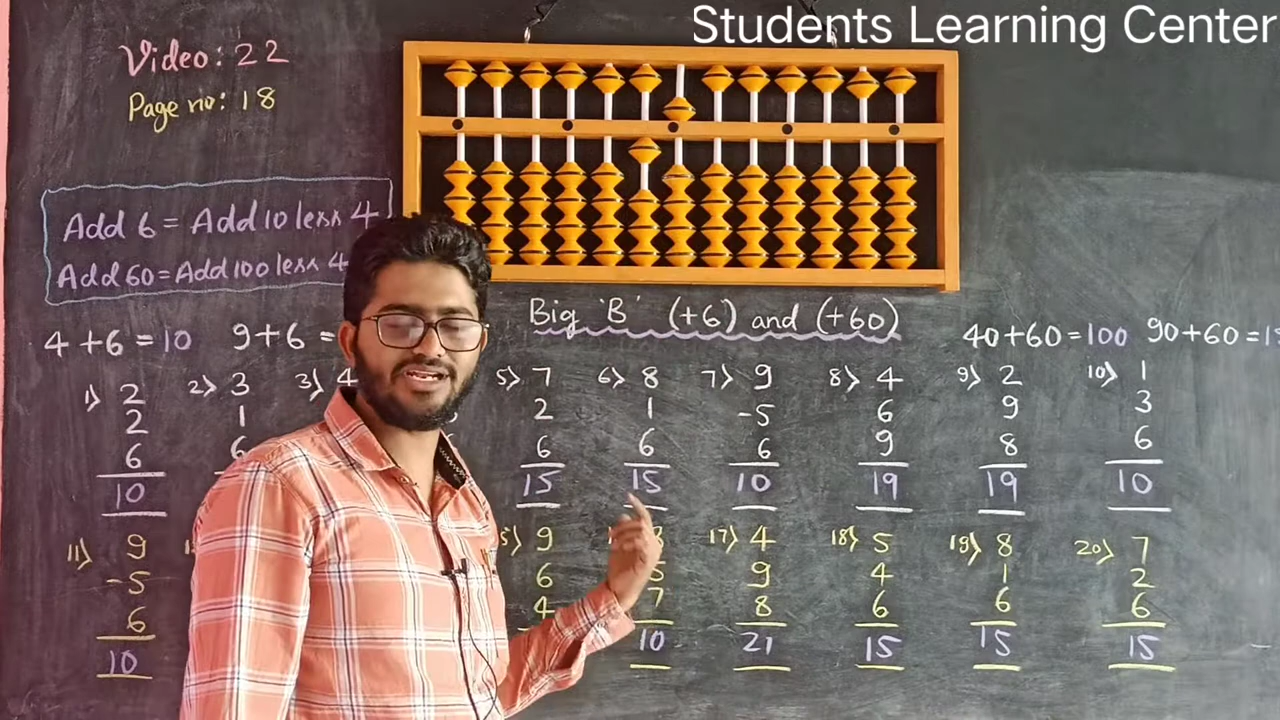 Students Learning Center
Video: 22
Page no: 18
Add 6 = Add 10 less 4
Add 60 = Add 100 less 4
Big 'B' (+6) and (+60)
4 + 6 = 10 9 + 6 = 40 + 60 = 100 90 + 60 =
1) 2 2) 3 3) 4 5) 7 6) 8 7) 9 8) 4 9) 2 10) 1
2 1 2 1 -5 6 9 3
6 6 6 6 6 9 8 6
10 15 15 10 19 19 10
11) 9 9 17) 4 18) 5 19) 8 20) 7
-5 6 9 4 1 2
6 4 7 8 6 6 6
10 10 21 15 15 15